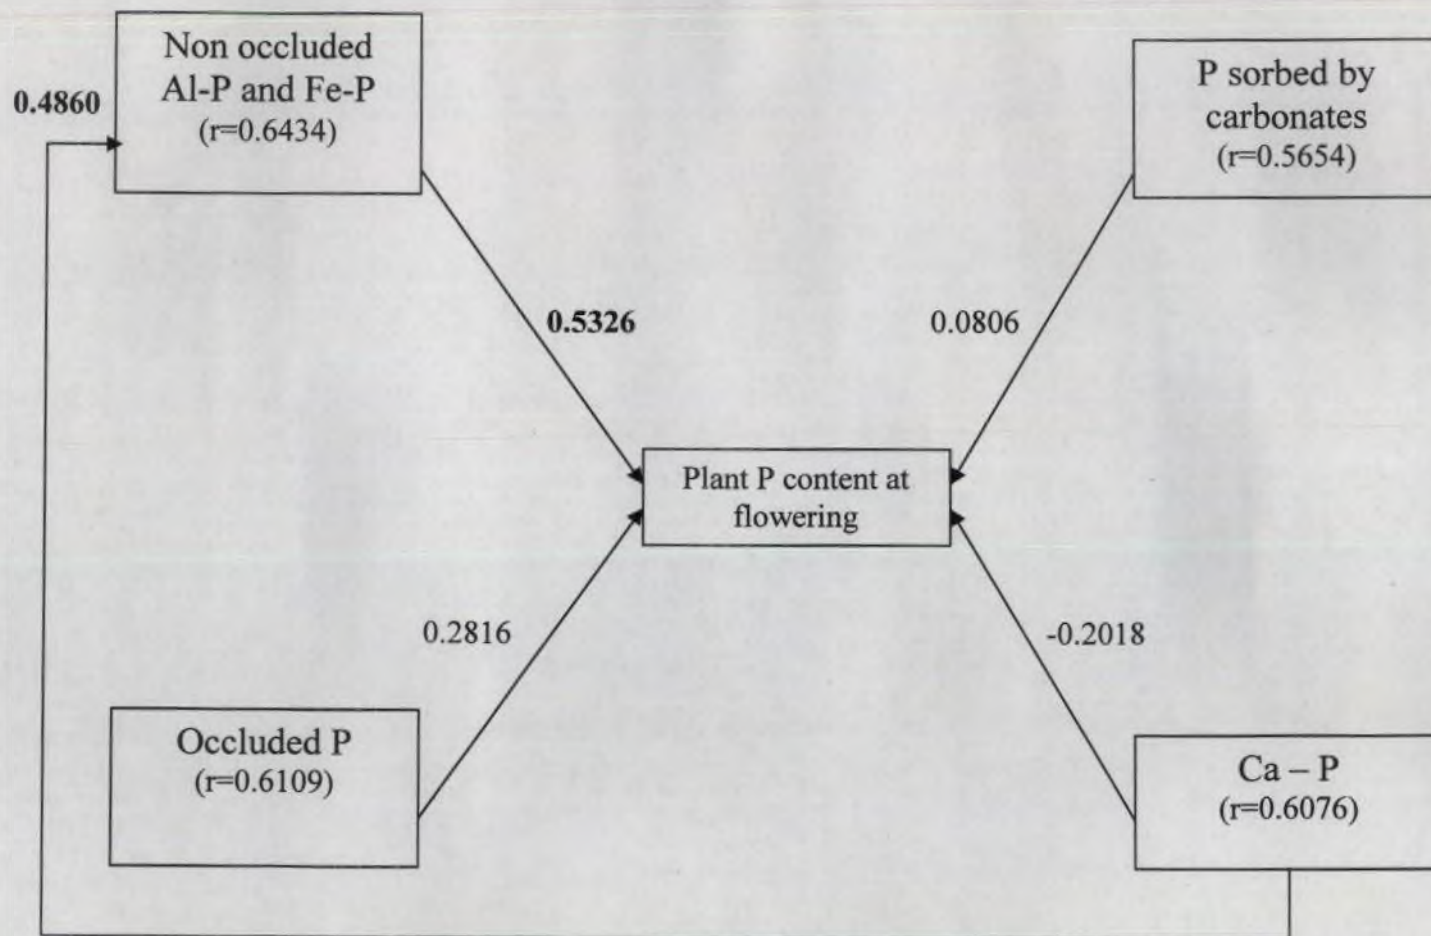 Non occluded
Al-P and Fe-P
(r=0.6434)
0.4860
P sorbed by
carbonates
(r=0.5654)
0.5326
0.0806
Plant P content at
flowering
0.2816
-0.2018
Occluded P
(r=0.6109)
Ca – P
(r=0.6076)